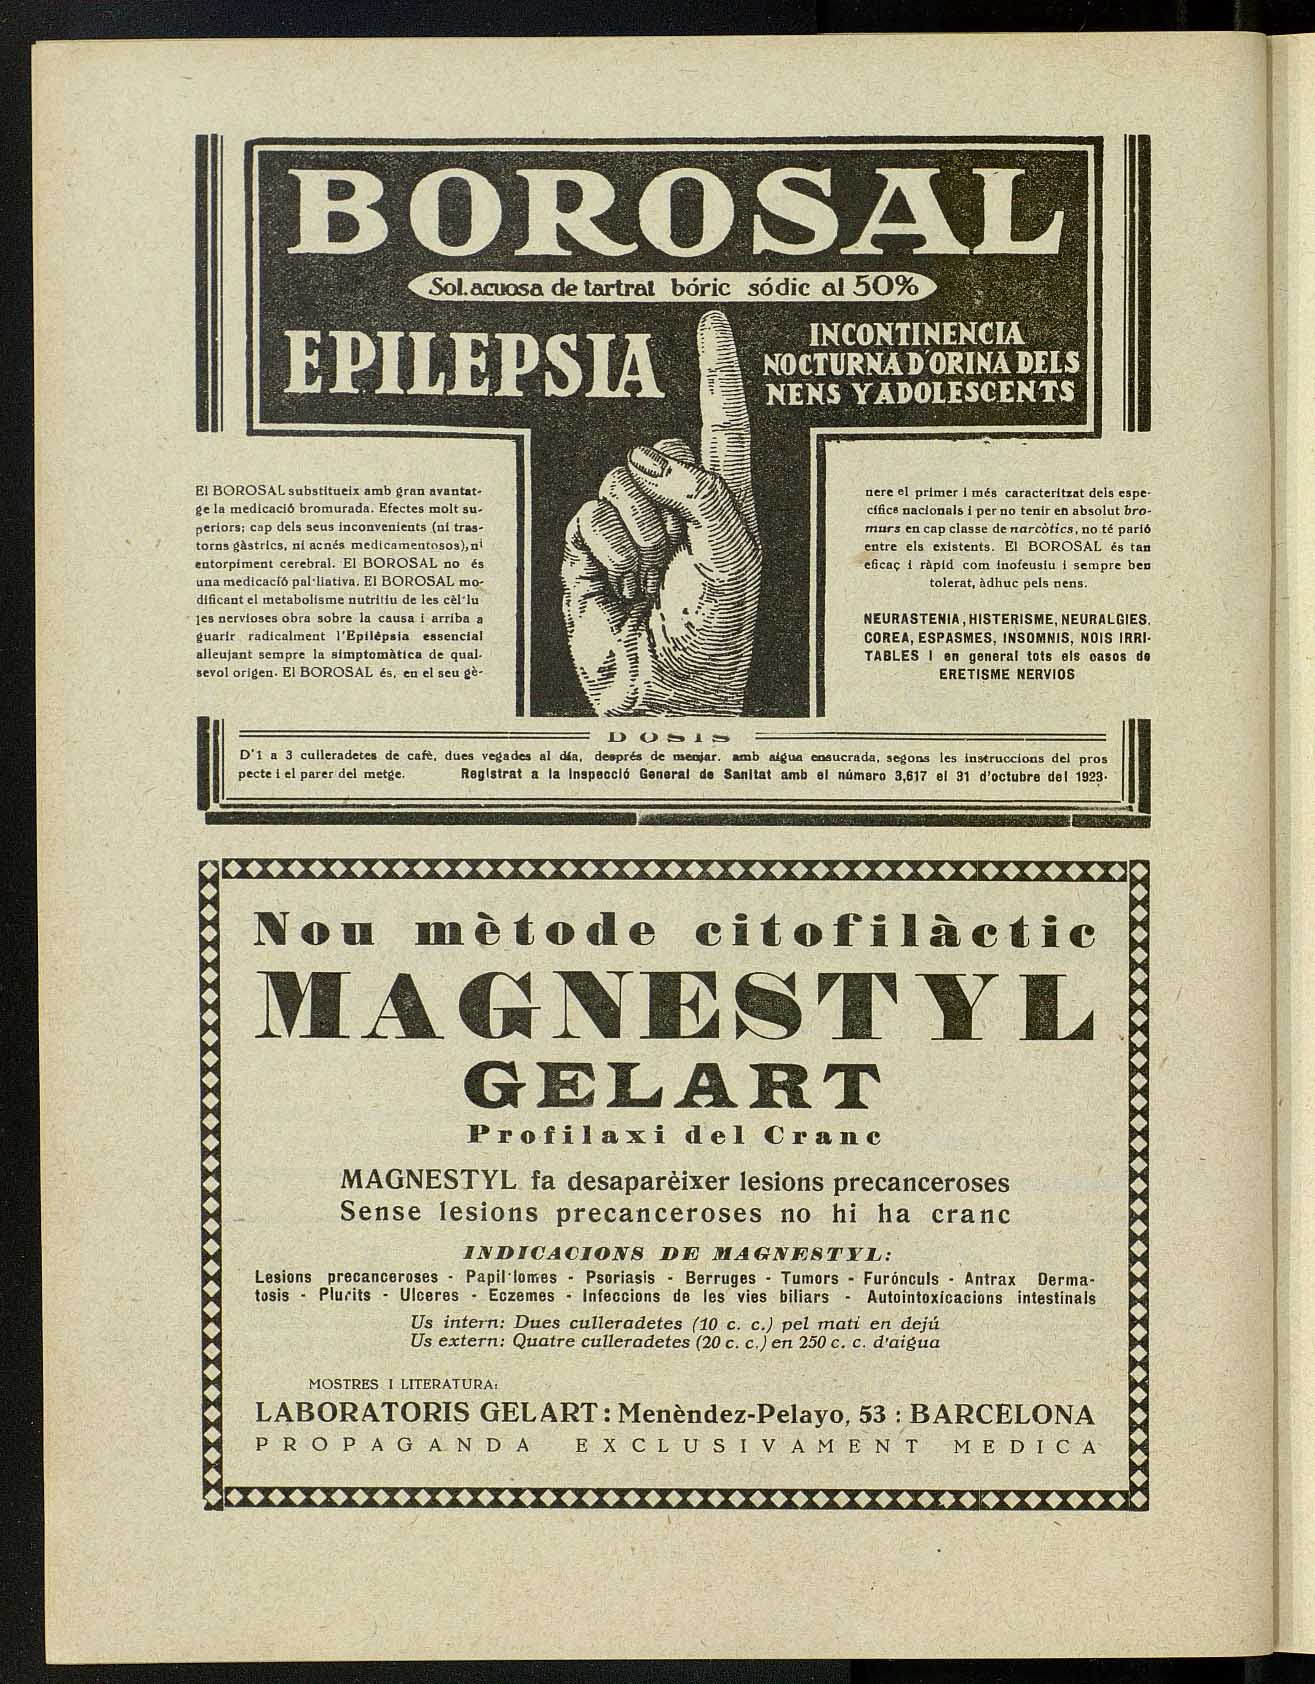 BOROSAL
Sol. acuosa de tartrat bóric sódic al 50%
EPILEPSIA
INCONTINENCIA
NOCTURNA D'ORINA DELS
NENS Y ADOLESCENTS
El BOROSAL substitueix amb gran avantat-
ge la medicació bromurada. Efectes molt su-
periors; cap dels seus inconvenients (ni tras-
torns gàstrics, ni acnés medicamentosos), ni
entorpiment cerebral. El BOROSAL no és
una medicació pal·liativa. El BOROSAL mo-
dificant el metabolisme nutritiu de les cèl·lu
les nervioses obra sobre la causa i arriba a
guarir radicalment l'Epilépsia essencial
alleujant sempre la simptomàtica de qual-
sevol origen. El BOROSAL és, en el seu gè-
nere el primer i més caracteritzat dels espe-
cífics nacionals i per no tenir en absolut bro-
murs en cap classe de narcòtics, no té parió
entre els existents. El BOROSAL és tan
eficaç i ràpid com inofeusiu i sempre ben
tolerat, àdhuc pels nens.
NEURASTENIA, HISTERISME, NEURALGIES,
COREA, ESPASMES, INSOMNIS, NOIS IRRI-
TABLES I en general tots els casos de
ERETISME NERVIOS
DOSIS
D'1 a 3 culleradetes de cafè, dues vegades al día, després de menjar. amb aigua ensucrada, segons les instruccions del pros
pecte i el parer del metge. Registrat a la Inspecció General de Sanitat amb el número 3,617 el 31 d'octubre del 1923.
Nou mètode citofilàctic
MAGNESTYL
GELART
Profilaxi del Cranc
MAGNESTYL fa desaparèixer lesions precanceroses
Sense lesions precanceroses no hi ha cranc
INDICACIONS DE MAGNESTYL:
Lesions precanceroses - Papil·lomes - Psoriasis - Berruges - Tumors - Furónculs - Antrax Derma-
tosis - Plurits - Ulceres - Eczemes - Infeccions de les vies biliars - Autointoxicacions intestinals
Us intern: Dues culleradetes (10 c. c.) pel matí en dejú
Us extern: Quatre culleradetes (20 c. c.) en 250 c. c. d'aigua
MOSTRES I LITERATURA:
LABORATORIS GELART: Menèndez-Pelayo, 53 : BARCELONA
PROPAGANDA EXCLUSIVAMENT MEDICA